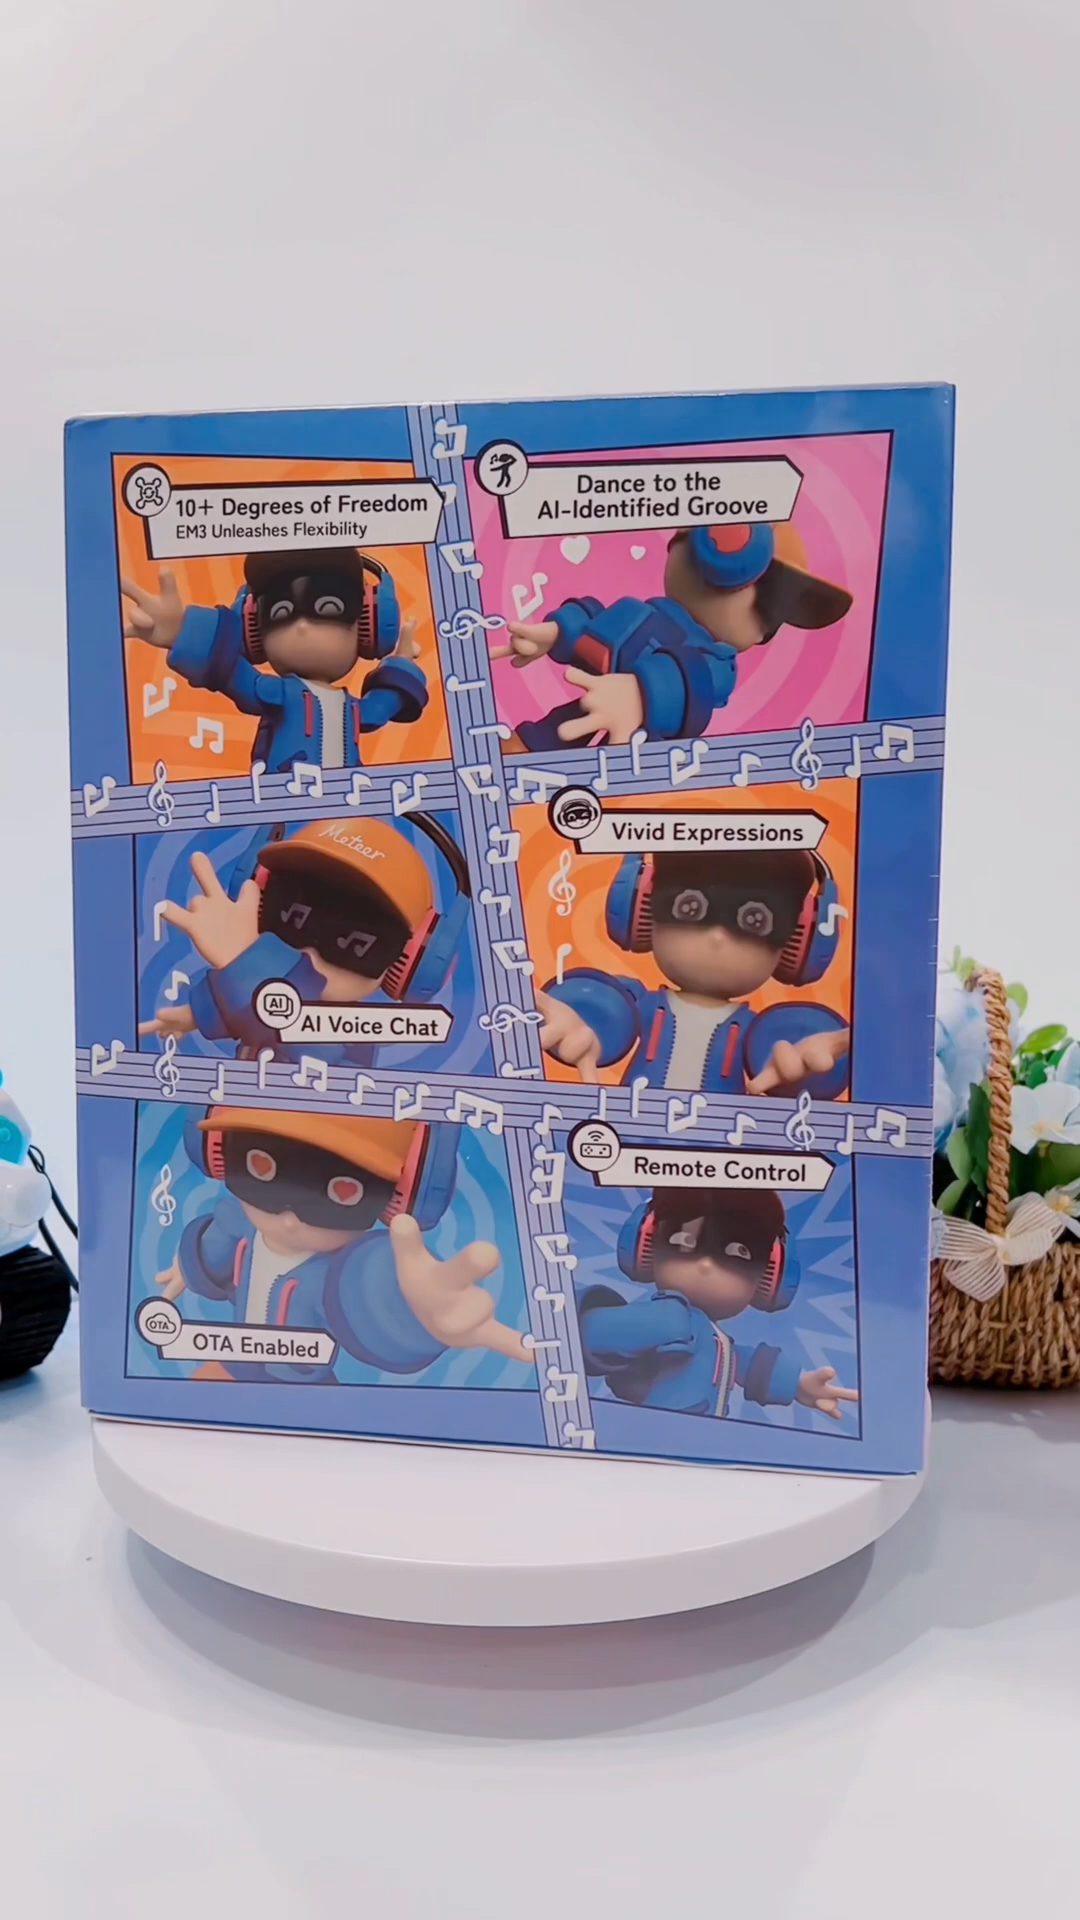 10+ Degrees of Freedom
EM3 Unleashes Flexibility
Dance to the
AI-Identified Groove
Meteer
AI
AI Voice Chat
Vivid Expressions
OTA
OTA Enabled
Remote Control